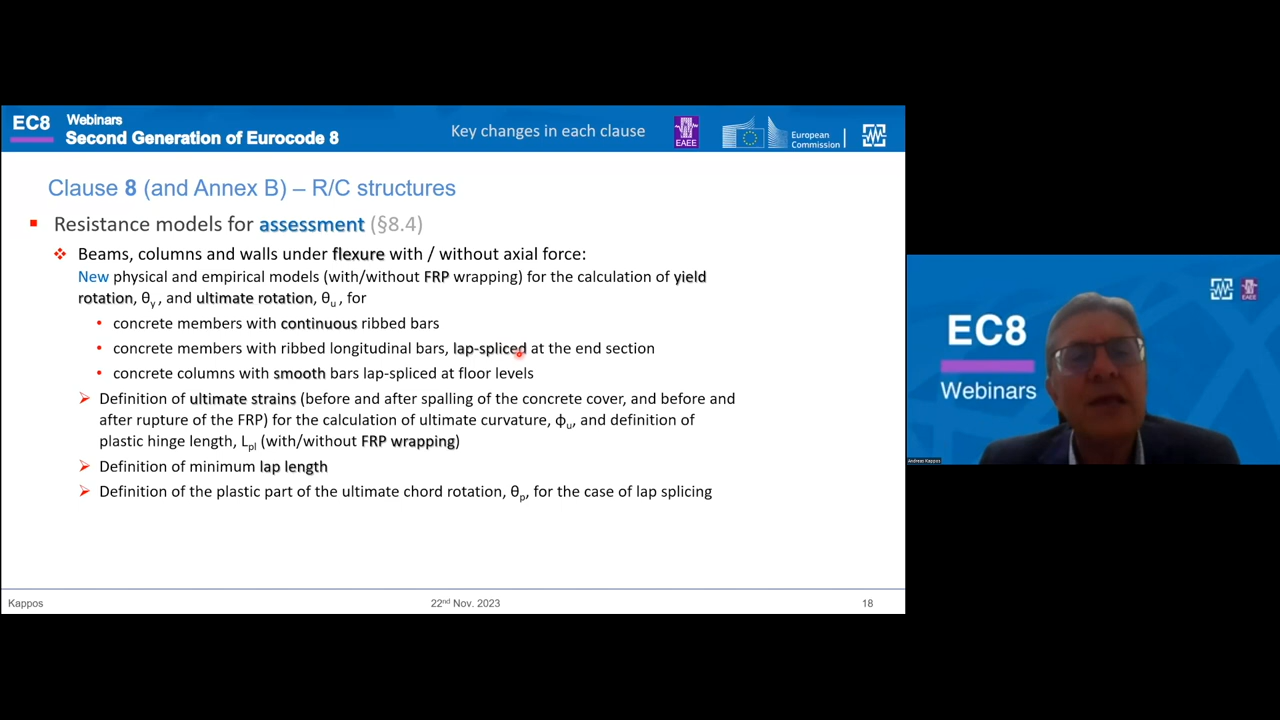 EC8
Webinars
Second Generation of Eurocode 8
Key changes in each clause
EAEE
European
Commission
Clause 8 (and Annex B) – R/C structures
Resistance models for assessment (§8.4)
Beams, columns and walls under flexure with / without axial force:
New physical and empirical models (with/without FRP wrapping) for the calculation of yield
rotation, θy , and ultimate rotation, θu , for
concrete members with continuous ribbed bars
concrete members with ribbed longitudinal bars, lap-spliced at the end section
concrete columns with smooth bars lap-spliced at floor levels
Definition of ultimate strains (before and after spalling of the concrete cover, and before and
after rupture of the FRP) for the calculation of ultimate curvature, ϕu, and definition of
plastic hinge length, Lpl (with/without FRP wrapping)
Definition of minimum lap length
Definition of the plastic part of the ultimate chord rotation, θp, for the case of lap splicing
Kappos
22nd Nov. 2023
18
EAEE
EC8
Webinars
Andreas Kappos